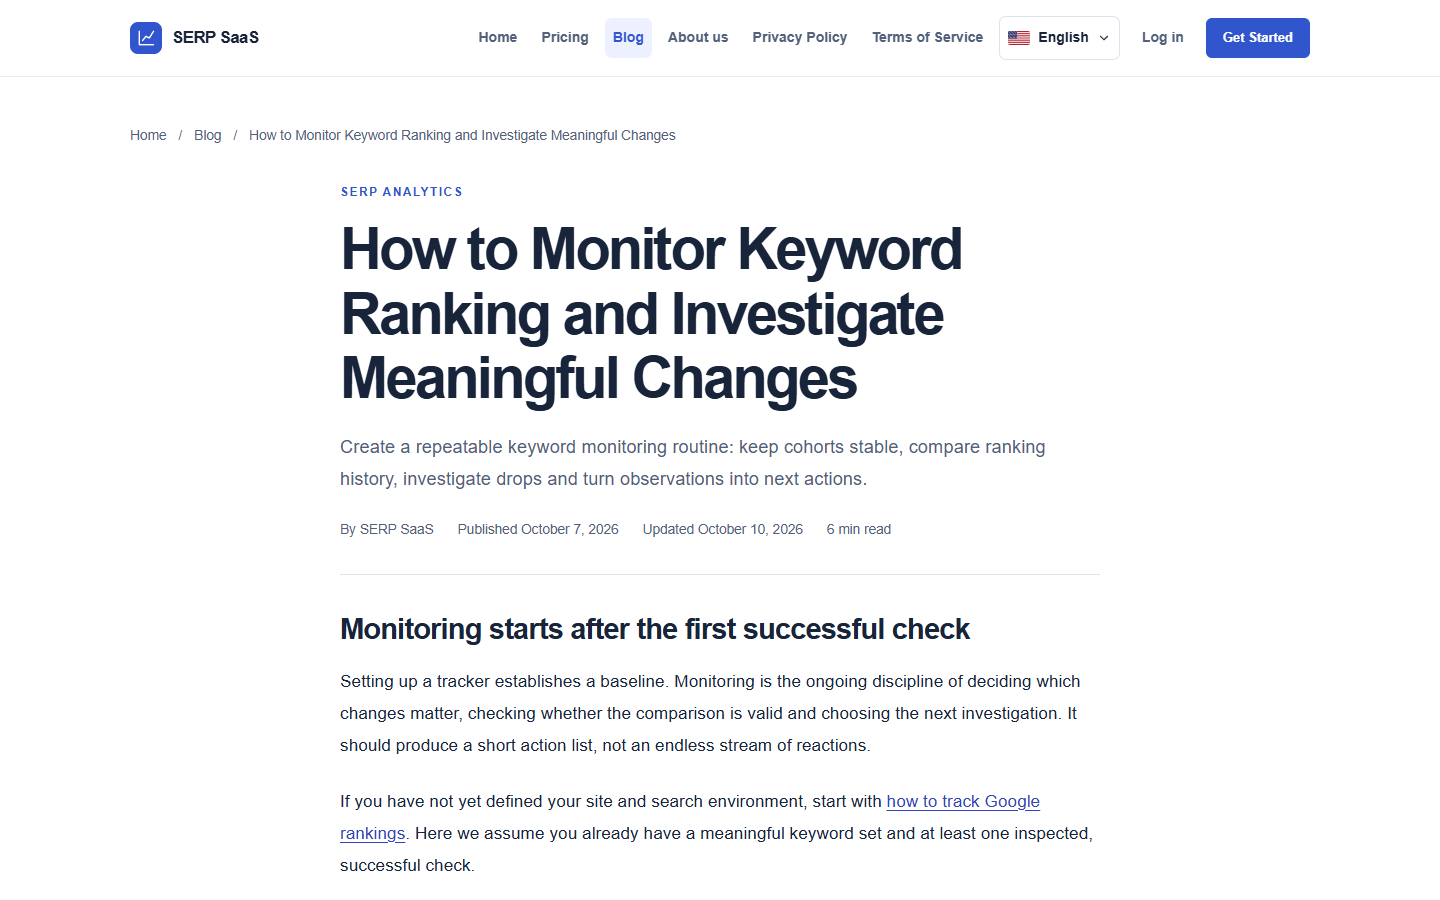 SERP SaaS
Home
Pricing
Blog
About us
Privacy Policy
Terms of Service
English
Log in
Get Started
Home / Blog / How to Monitor Keyword Ranking and Investigate Meaningful Changes
SERP ANALYTICS
How to Monitor Keyword
Ranking and Investigate
Meaningful Changes
Create a repeatable keyword monitoring routine: keep cohorts stable, compare ranking
history, investigate drops and turn observations into next actions.
By SERP SaaS Published October 7, 2026 Updated October 10, 2026 6 min read
Monitoring starts after the first successful check
Setting up a tracker establishes a baseline. Monitoring is the ongoing discipline of deciding which
changes matter, checking whether the comparison is valid and choosing the next investigation. It
should produce a short action list, not an endless stream of reactions.
If you have not yet defined your site and search environment, start with how to track Google
rankings. Here we assume you already have a meaningful keyword set and at least one inspected,
successful check.